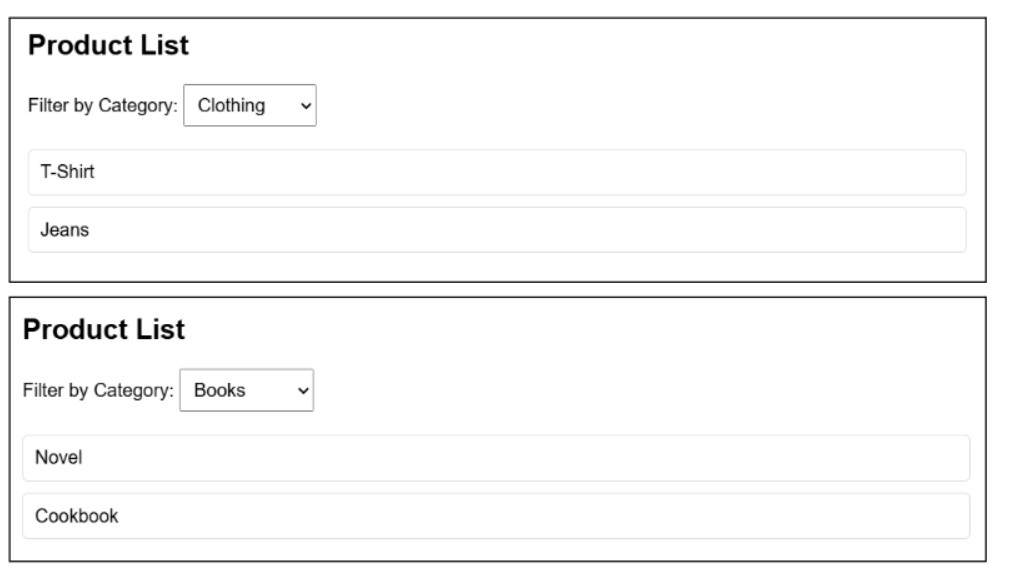 Product List
Filter by Category: Clothing
T-Shirt
Jeans
Product List
Filter by Category: Books
Novel
Cookbook